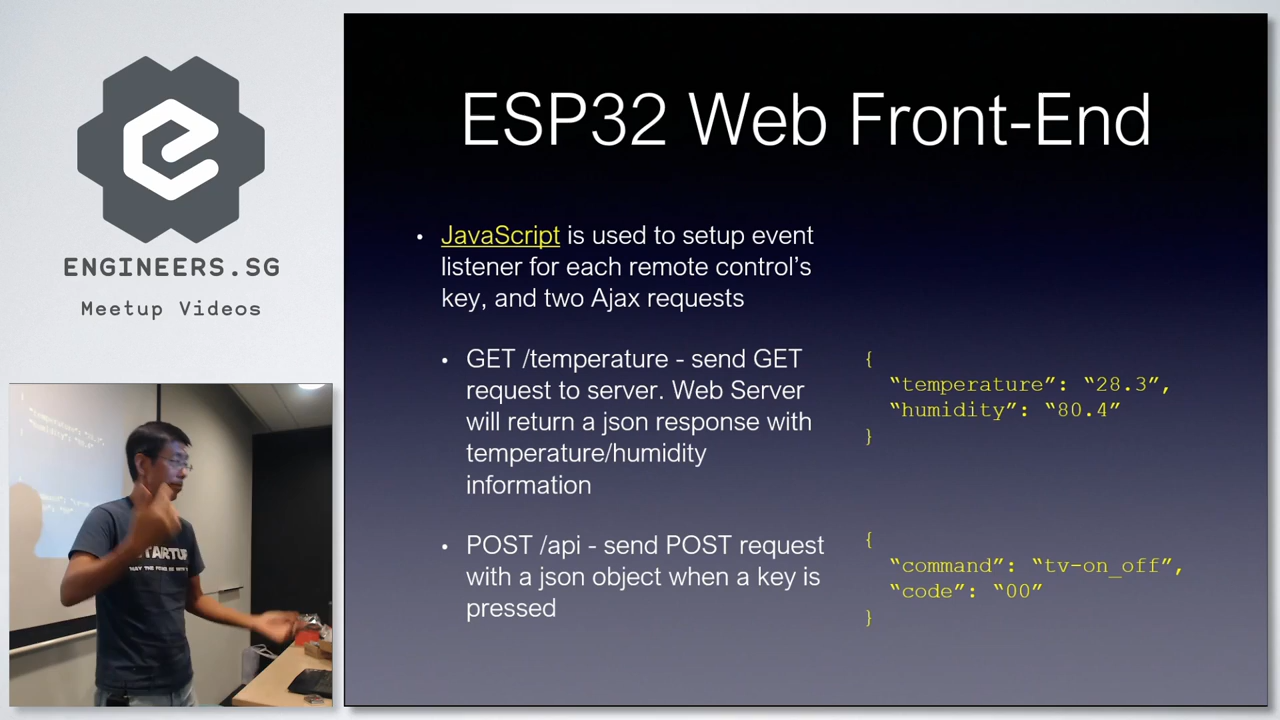 ENGINEERS.SG
Meetup Videos
ESP32 Web Front-End
• JavaScript is used to setup event
listener for each remote control’s
key, and two Ajax requests
• GET /temperature - send GET
request to server. Web Server
will return a json response with
temperature/humidity
information
{
“temperature”: “28.3”,
“humidity”: “80.4”
}
• POST /api - send POST request
with a json object when a key is
pressed
{
“command”: “tv-on_off”,
“code”: “00”
}
STARTUP